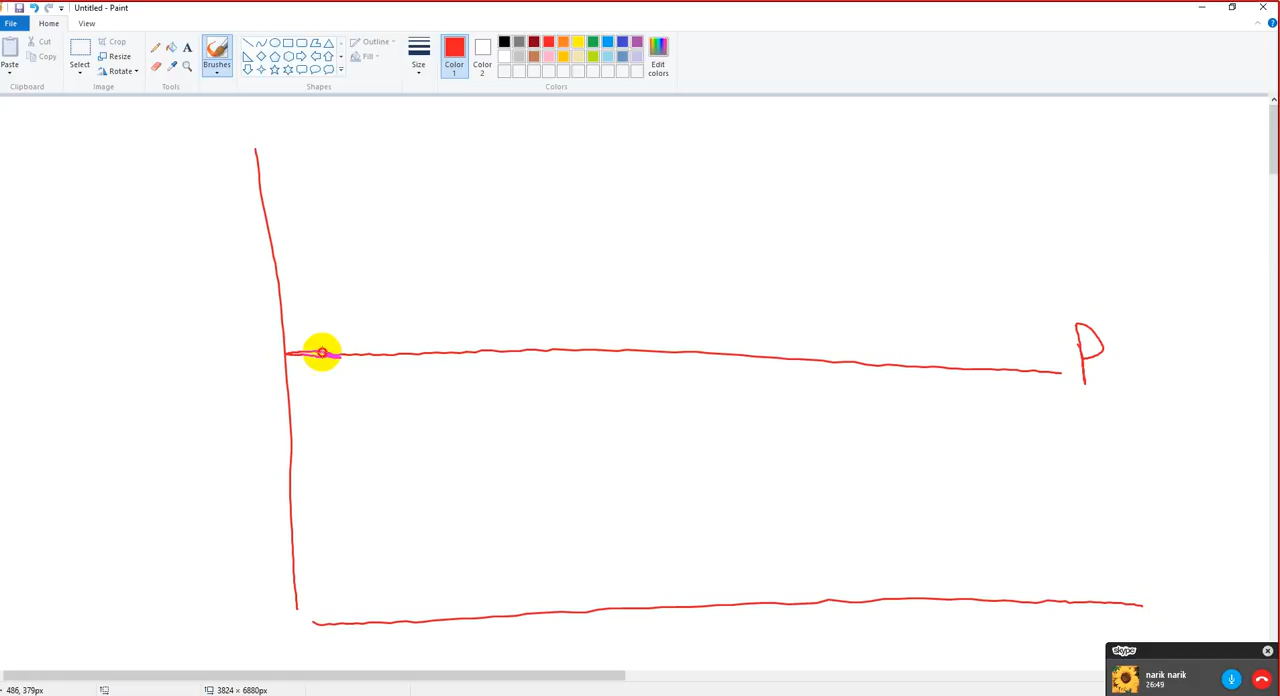 Untitled - Paint
File
Home
View
Paste
Cut
Copy
Clipboard
Select
Crop
Resize
Rotate
Image
A
Tools
Brushes
Outline
Fill
Shapes
Size
Color
1
Color
2
Edit
colors
Colors
P
skype
narik narik
26:49
486, 379px
3824 × 6880px